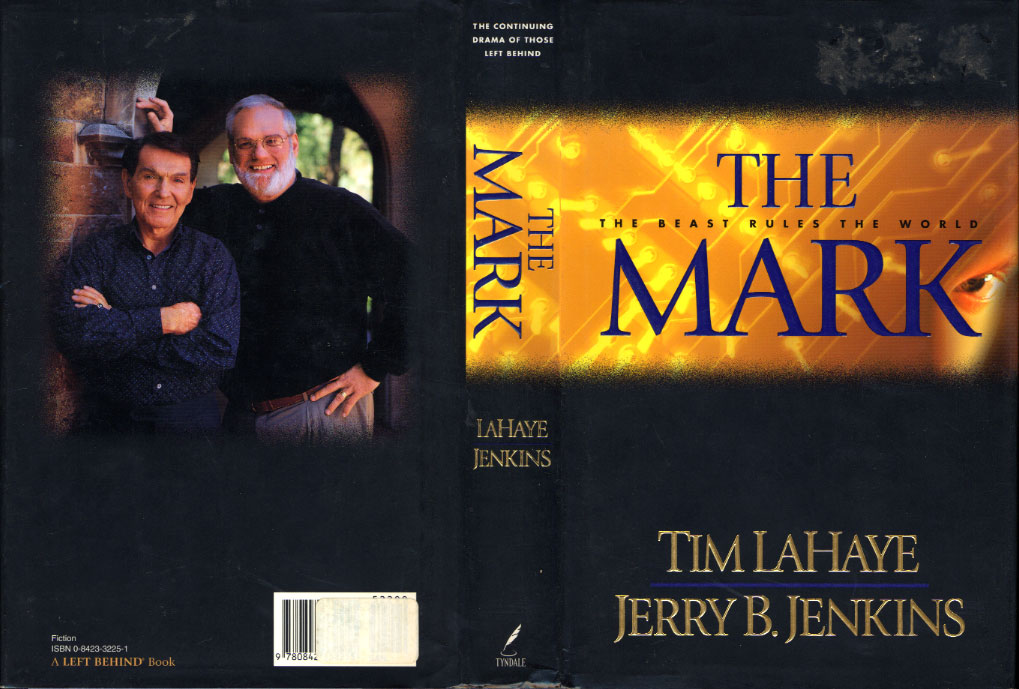 Fiction
ISBN 0-8423-3225-1
A LEFT BEHIND® Book
9 780842
THE CONTINUING
DRAMA OF THOSE
LEFT BEHIND
THE
MARK
LAHAYE
JENKINS
TYNDALE
THE
THE BEAST RULES THE WORLD
MARK
TIM LAHAYE
JERRY B. JENKINS